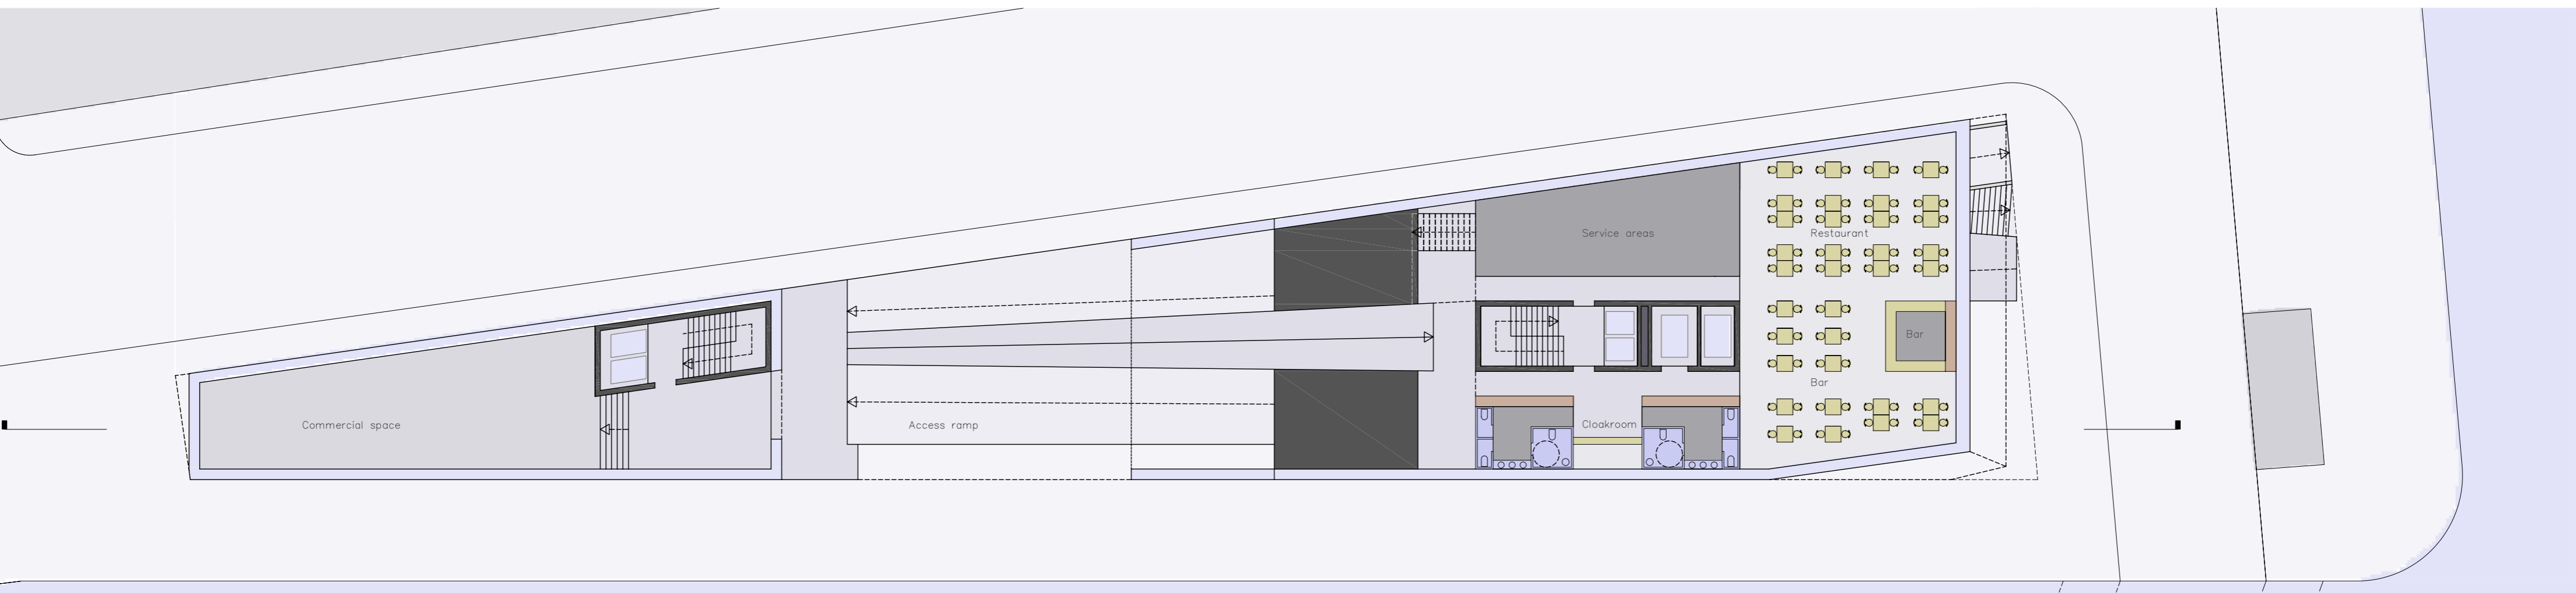 Service areas
Restaurant
Bar
Bar
Commercial space
Access ramp
Cloakroom